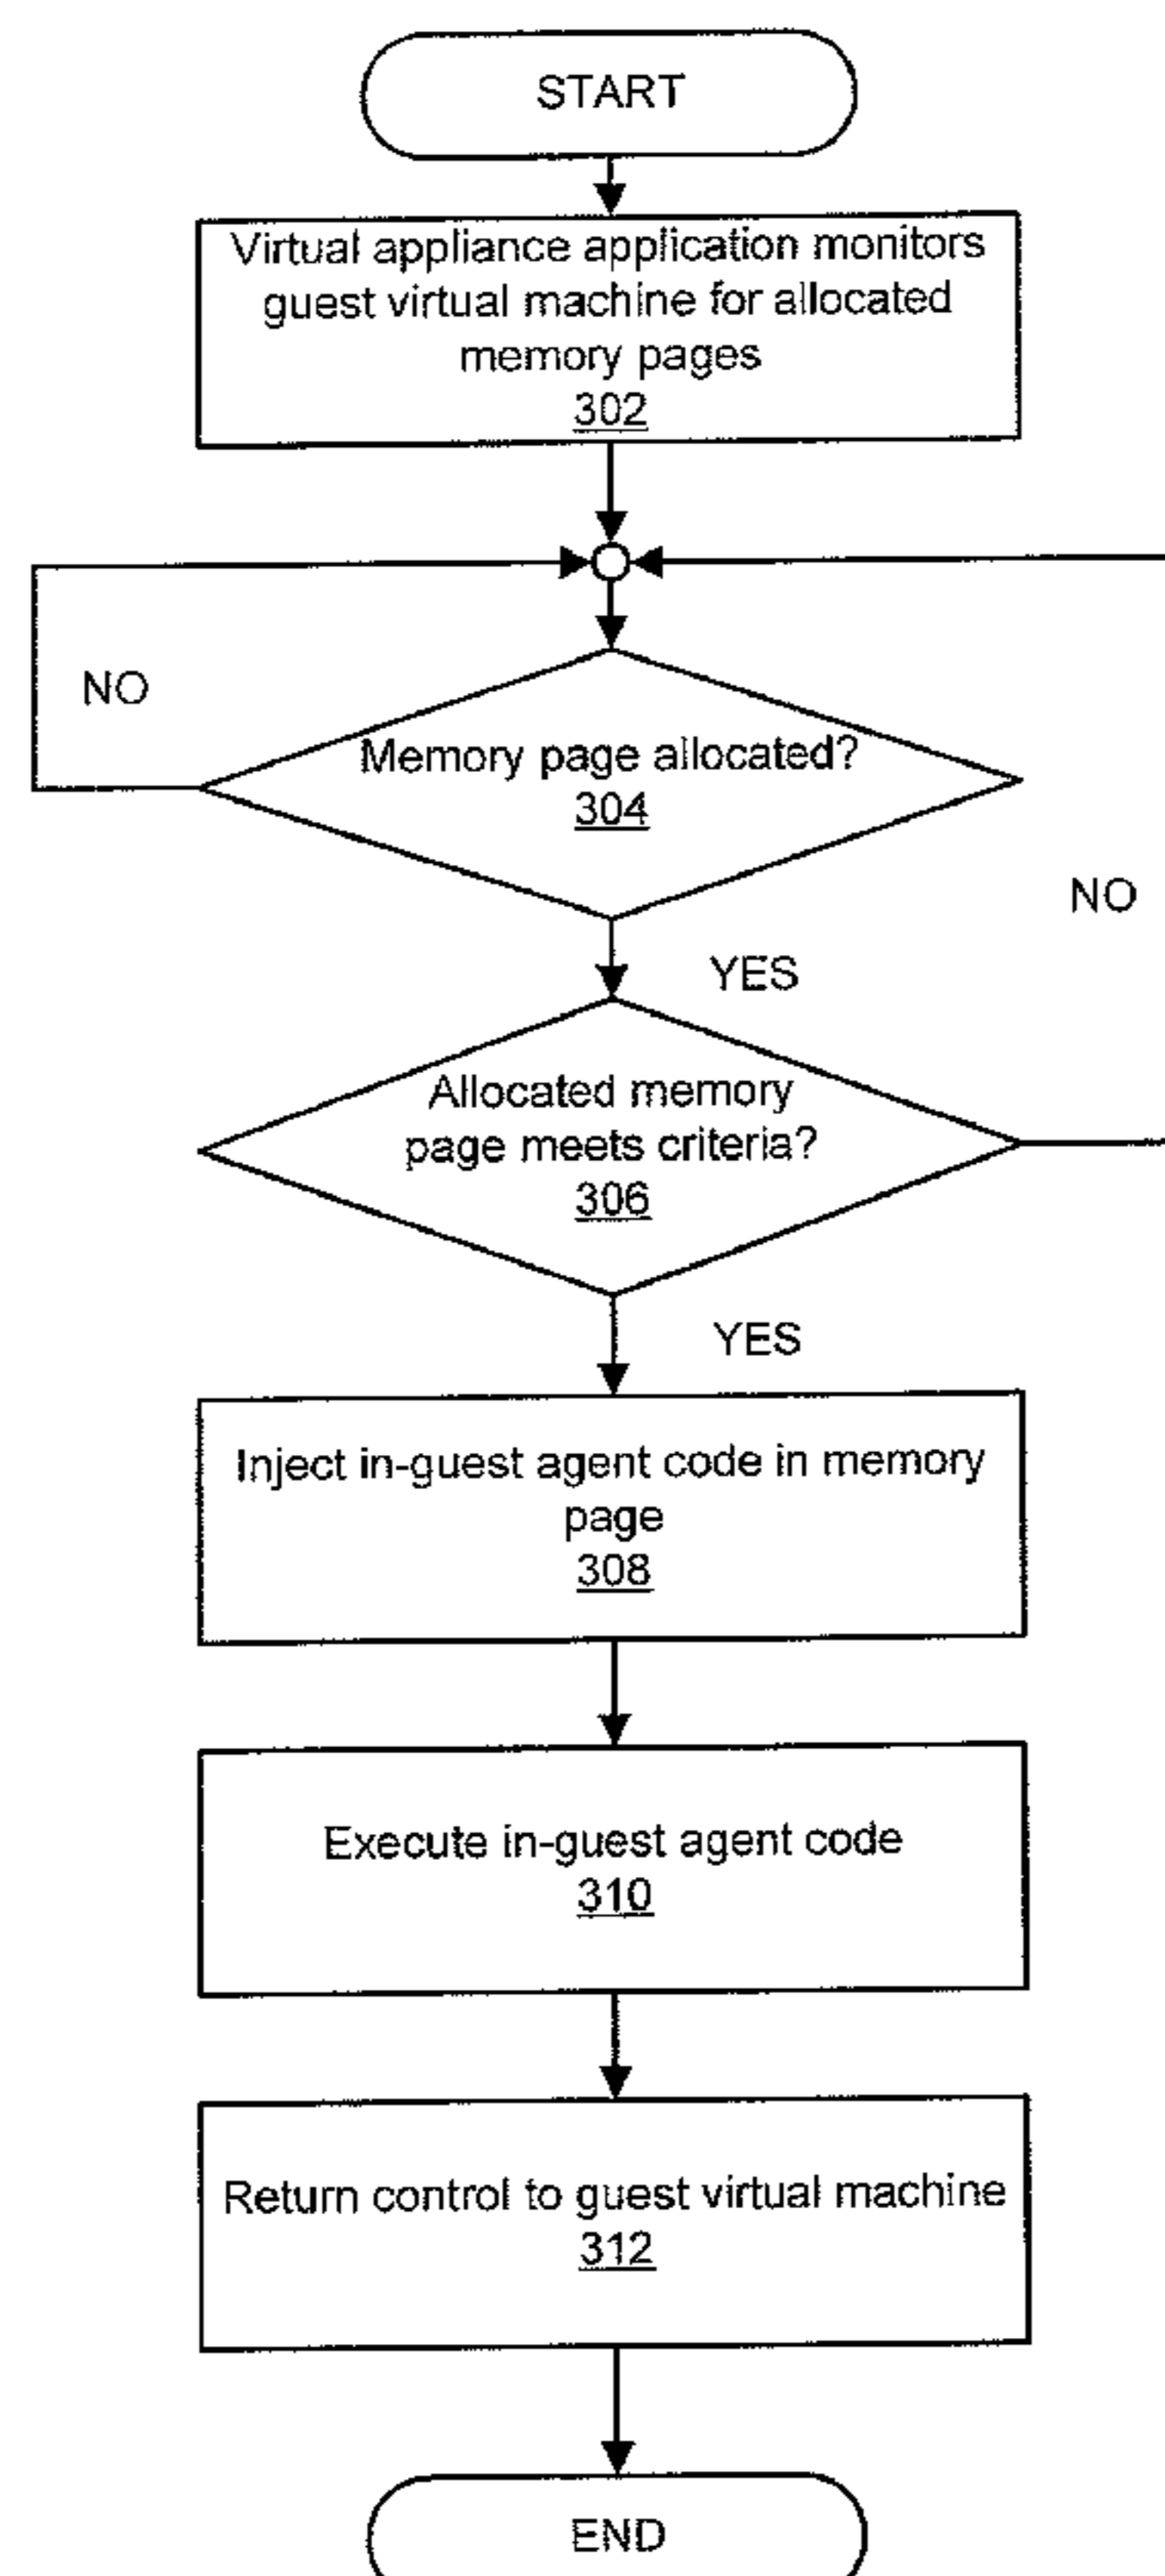 START
Virtual appliance application monitors
guest virtual machine for allocated
memory pages
302
NO
Memory page allocated?
304
NO
YES
Allocated memory
page meets criteria?
306
YES
Inject in-guest agent code in memory
page
308
Execute in-guest agent code
310
Return control to guest virtual machine
312
END